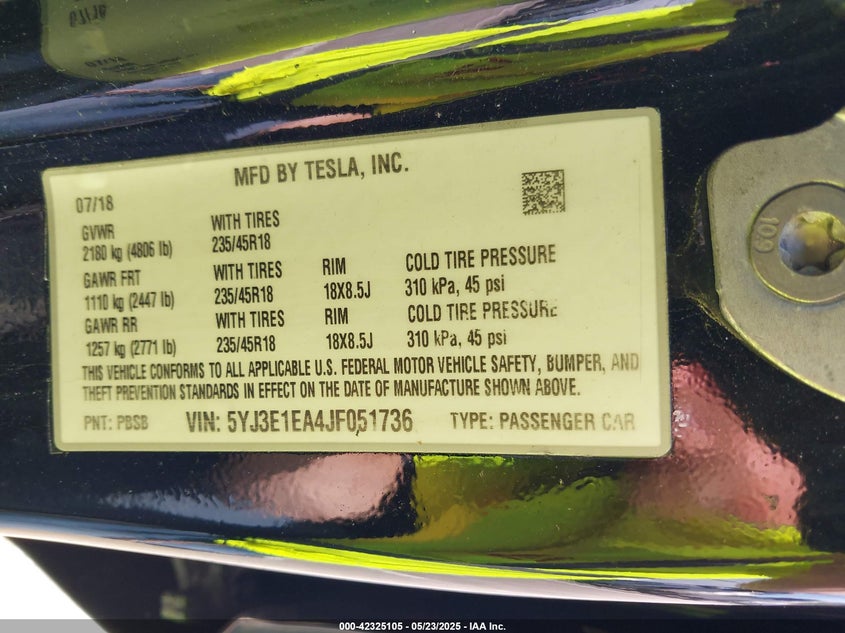 MFD BY TESLA, INC.
07/18
GVWR WITH TIRES
2180 kg (4806 lb) 235/45R18
GAWR FRT WITH TIRES RIM COLD TIRE PRESSURE
1110 kg (2447 lb) 235/45R18 18X8.5J 310 kPa, 45 psi
GAWR RR WITH TIRES RIM COLD TIRE PRESSURE
1257 kg (2771 lb) 235/45R18 18X8.5J 310 kPa, 45 psi
THIS VEHICLE CONFORMS TO ALL APPLICABLE U.S. FEDERAL MOTOR VEHICLE SAFETY, BUMPER, AND
THEFT PREVENTION STANDARDS IN EFFECT ON THE DATE OF MANUFACTURE SHOWN ABOVE.
PNT: PBSB VIN: 5YJ3E1EA4JF051736 TYPE: PASSENGER CAR
109
000-42325105 - 05/23/2025 - IAA Inc.